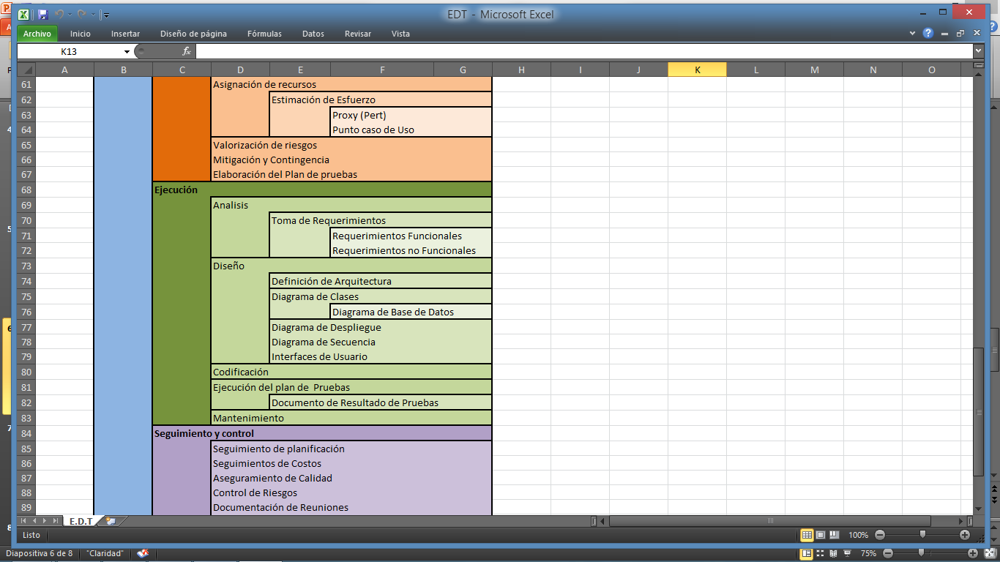 EDT - Microsoft Excel
Archivo Inicio Insertar Diseño de página Fórmulas Datos Revisar Vista
K13 fx
A B C D E F G H I J K L M N O
61 Asignación de recursos
62 Estimación de Esfuerzo
63 Proxy (Pert)
64 Punto caso de Uso
65 Valorización de riesgos
66 Mitigación y Contingencia
67 Elaboración del Plan de pruebas
68 Ejecución
69 Analisis
70 Toma de Requerimientos
71 Requerimientos Funcionales
72 Requerimientos no Funcionales
73 Diseño
74 Definición de Arquitectura
75 Diagrama de Clases
76 Diagrama de Base de Datos
77 Diagrama de Despliegue
78 Diagrama de Secuencia
79 Interfaces de Usuario
80 Codificación
81 Ejecución del plan de  Pruebas
82 Documento de Resultado de Pruebas
83 Mantenimiento
84 Seguimiento y control
85 Seguimiento de planificación
86 Seguimientos de Costos
87 Aseguramiento de Calidad
88 Control de Riesgos
89 Documentación de Reuniones
E.D.T
Listo 100%
Diapositiva 6 de 8 "Claridad" 75%